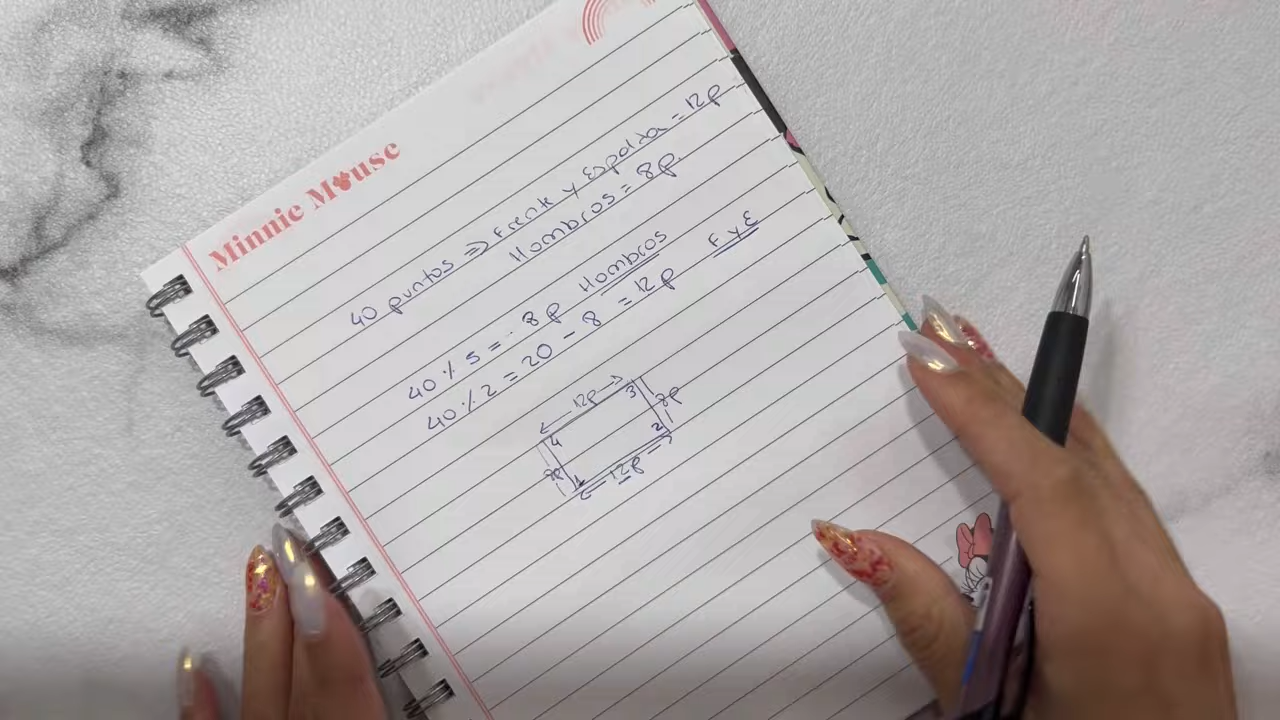 Minnie Mouse
40 puntos => Frente y Espalda = 12p
Hombros = 8p.
40 % 5 = 8p Hombros
40 % 2 = 20 - 8 = 12p F y E
12p
3
8p
4
2
8p
1
12p